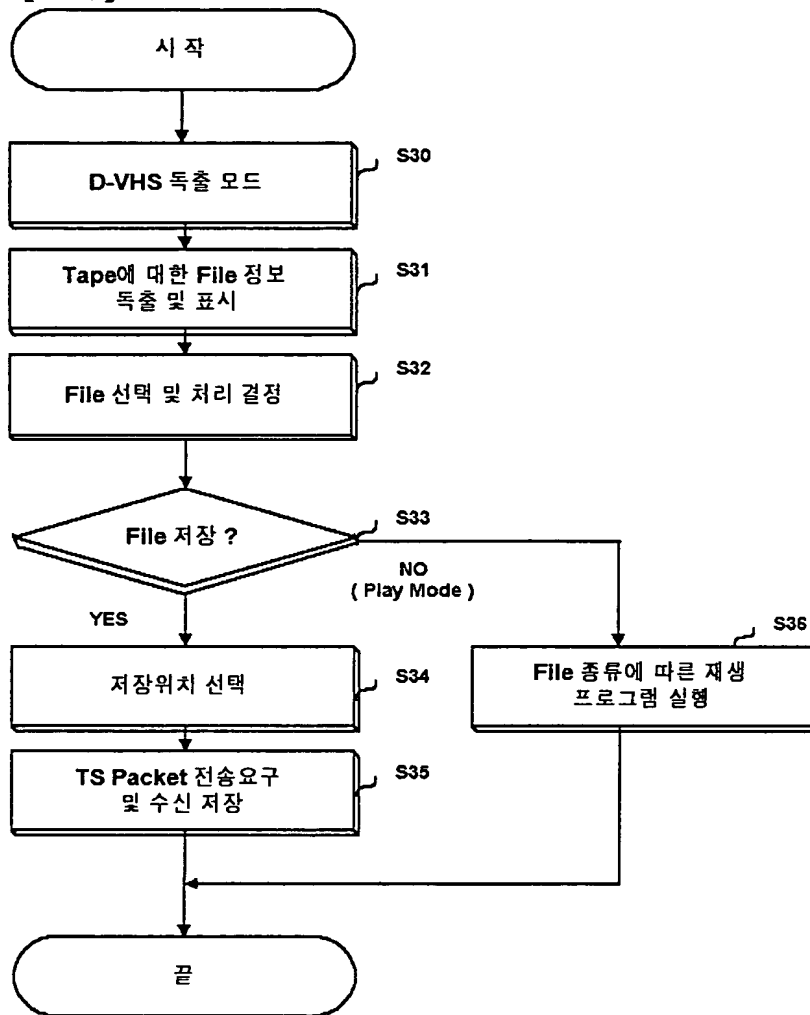 시 작
D-VHS 독출 모드
S30
Tape에 대한 File 정보
독출 및 표시
S31
File 선택 및 처리 결정
S32
File 저장 ?
S33
NO
( Play Mode )
YES
저장위치 선택
S34
File 종류에 따른 재생
프로그램 실행
S36
TS Packet 전송요구
및 수신 저장
S35
끝